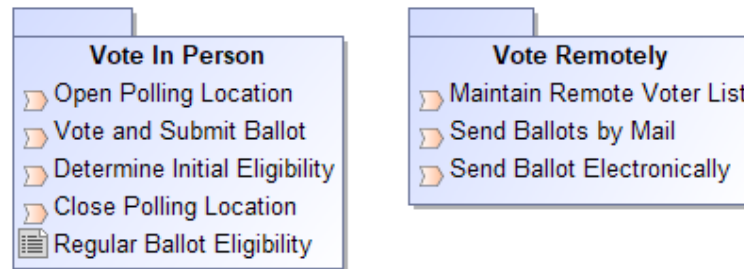 Vote In Person
Open Polling Location
Vote and Submit Ballot
Determine Initial Eligibility
Close Polling Location
Regular Ballot Eligibility
Vote Remotely
Maintain Remote Voter List
Send Ballots by Mail
Send Ballot Electronically